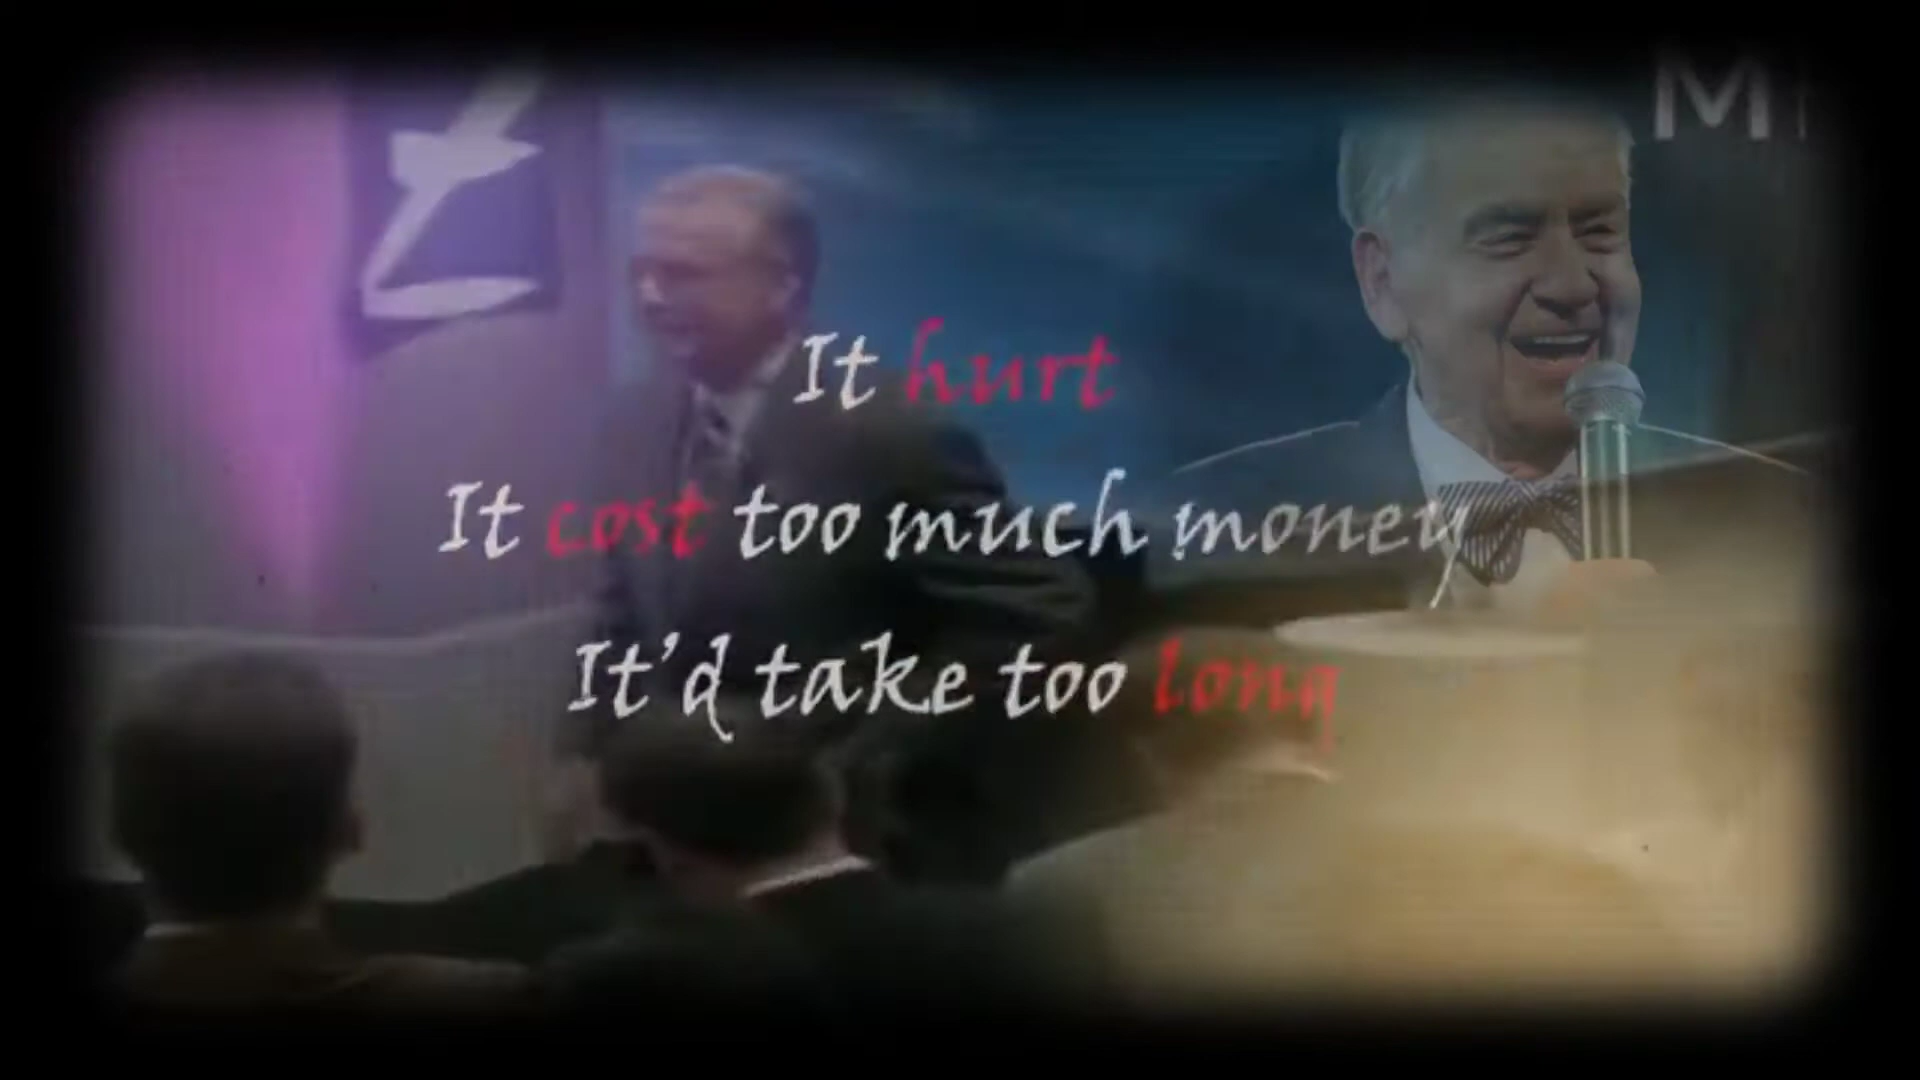 It hurt
It cost too much money
It'd take too long